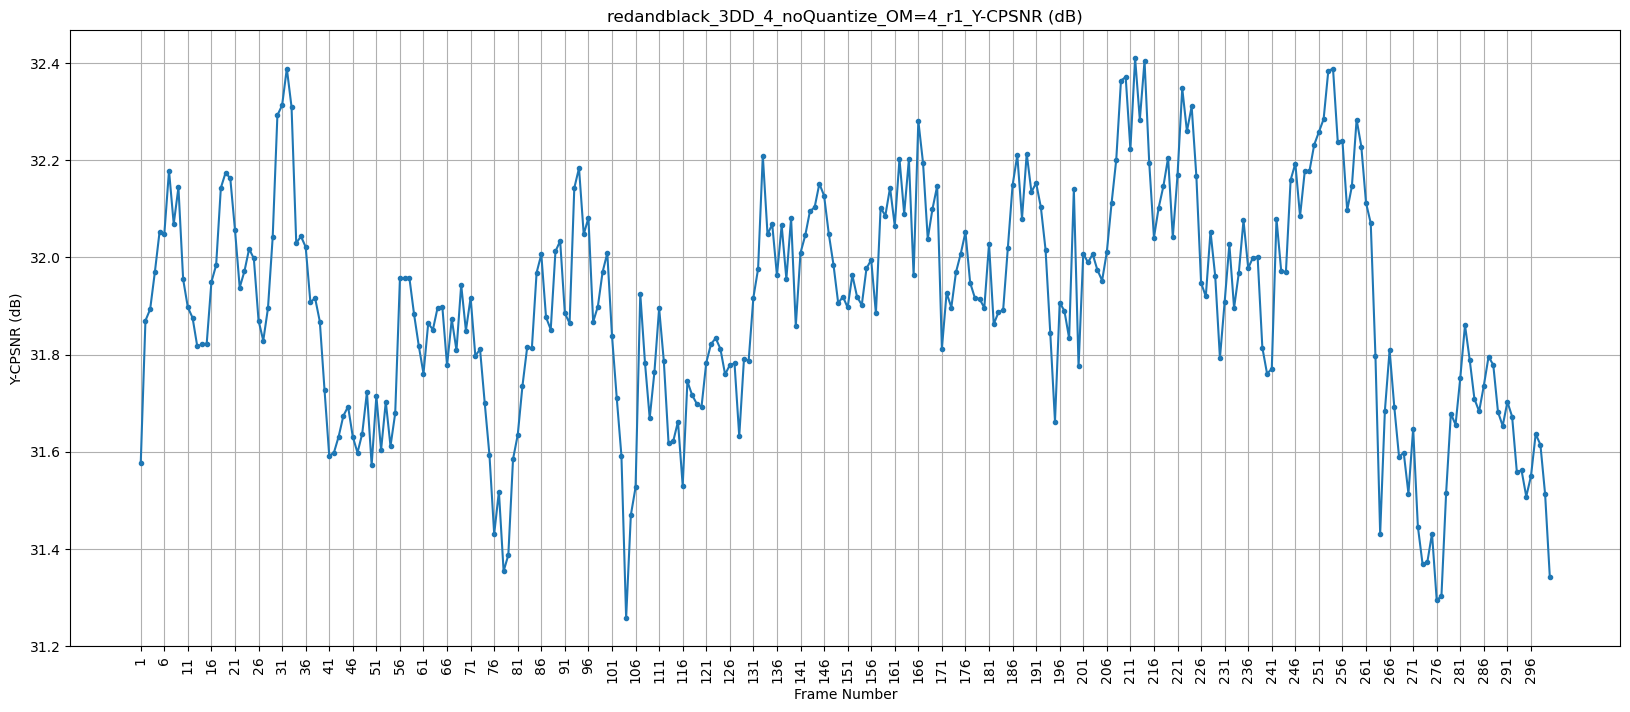 redandblack_3DD_4_noQuantize_OM=4_r1_Y-CPSNR (dB)
Y-CPSNR (dB)
32.4
32.2
32.0
31.8
31.6
31.4
31.2
1 6 11 16 21 26 31 36 41 46 51 56 61 66 71 76 81 86 91 96 101 106 111 116 121 126 131 136 141 146 151 156 161 166 171 176 181 186 191 196 201 206 211 216 221 226 231 236 241 246 251 256 261 266 271 276 281 286 291 296
Frame Number